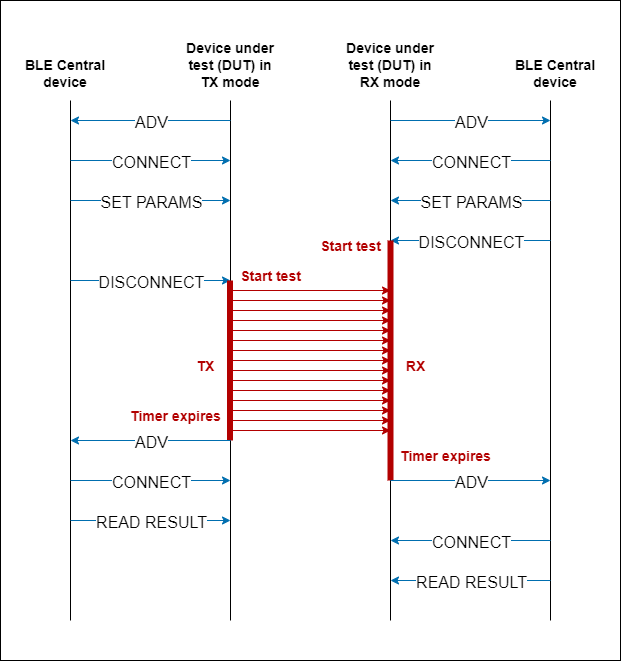 BLE Central
device
Device under
test (DUT) in
TX mode
Device under
test (DUT) in
RX mode
BLE Central
device
ADV
ADV
CONNECT
CONNECT
SET PARAMS
SET PARAMS
DISCONNECT
Start test
DISCONNECT
Start test
TX
RX
Timer expires
ADV
Timer expires
CONNECT
ADV
READ RESULT
CONNECT
READ RESULT